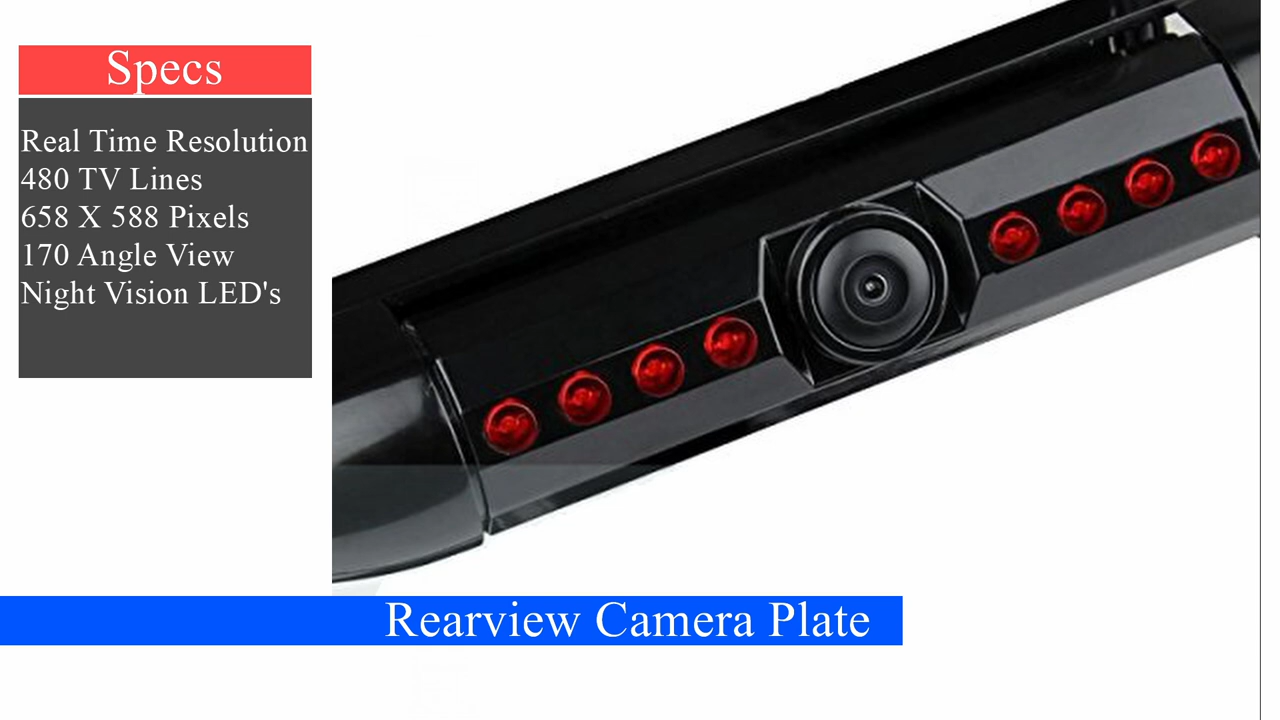 Specs
Real Time Resolution
480 TV Lines
658 X 588 Pixels
170 Angle View
Night Vision LED's
Rearview Camera Plate